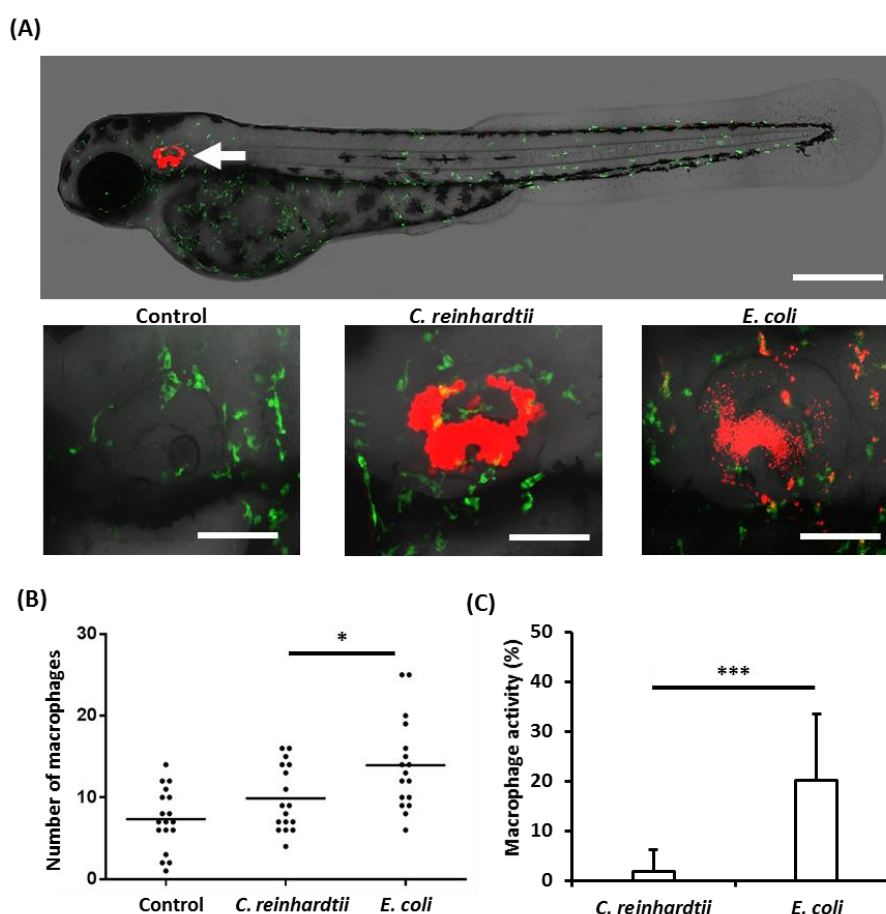 (A)
Control C. reinhardtii E. coli
(B)
Number of macrophages
30
20
10
0
*
Control C. reinhardtii E. coli
(C)
Macrophage activity (%)
50
40
30
20
10
0
***
C. reinhardtii E. coli